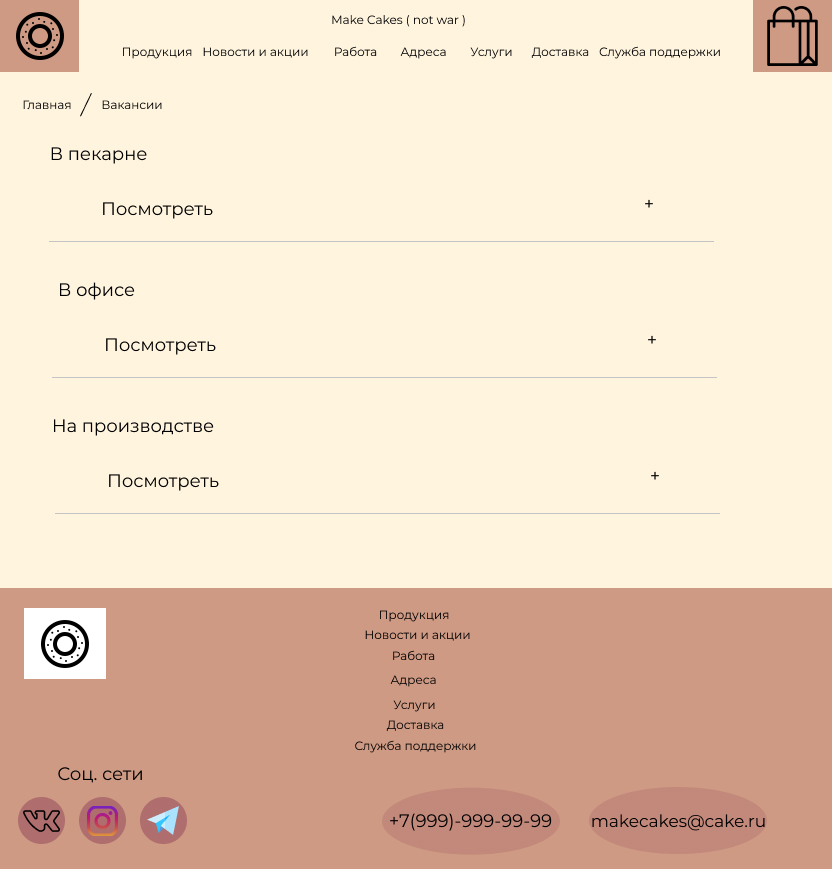 Make Cakes ( not war )
Продукция Новости и акции Работа Адреса Услуги Доставка Служба поддержки
Главная / Вакансии
В пекарне
Посмотреть +
В офисе
Посмотреть +
На производстве
Посмотреть +
Продукция
Новости и акции
Работа
Адреса
Услуги
Доставка
Служба поддержки
Соц. сети
+7(999)-999-99-99 makecakes@cake.ru